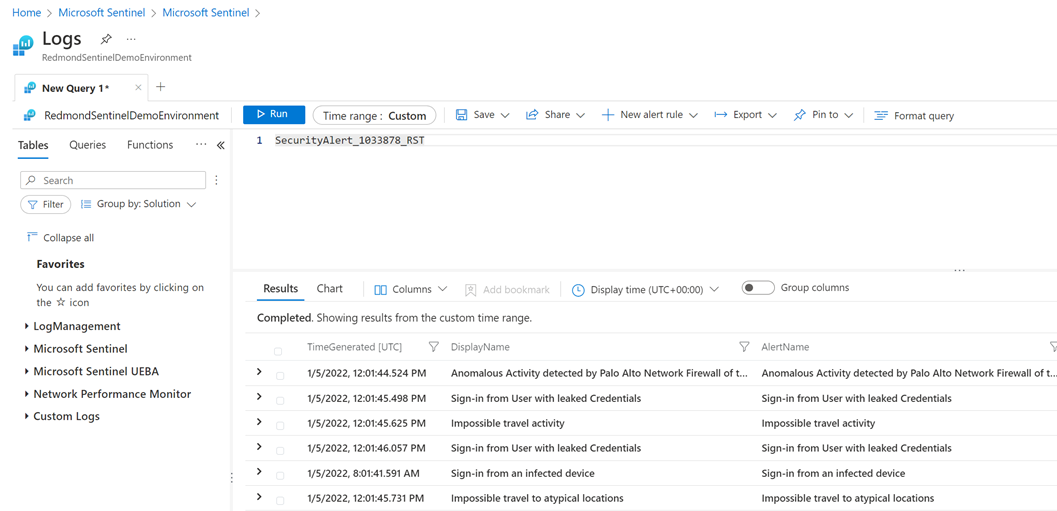 Home > Microsoft Sentinel > Microsoft Sentinel >
Logs ...
RedmondSentinelDemoEnvironment
New Query 1* × +
RedmondSentinelDemoEnvironment Run Time range : Custom Save Share New alert rule Export Pin to Format query
Tables Queries Functions ... «
1 SecurityAlert_1033878_RST
Search
Filter Group by: Solution
Collapse all
Favorites
You can add favorites by clicking on
the ☆ icon
LogManagement
Microsoft Sentinel
Microsoft Sentinel UEBA
Network Performance Monitor
Custom Logs
Results Chart Columns Add bookmark Display time (UTC+00:00) Group columns
Completed. Showing results from the custom time range.
TimeGenerated [UTC] DisplayName AlertName
1/5/2022, 12:01:44.524 PM Anomalous Activity detected by Palo Alto Network Firewall of t... Anomalous Activity detected by Palo Alto Network Firewall of t...
1/5/2022, 12:01:45.498 PM Sign-in from User with leaked Credentials Sign-in from User with leaked Credentials
1/5/2022, 12:01:45.625 PM Impossible travel activity Impossible travel activity
1/5/2022, 12:01:46.057 PM Sign-in from User with leaked Credentials Sign-in from User with leaked Credentials
1/5/2022, 8:01:41.591 AM Sign-in from an infected device Sign-in from an infected device
1/5/2022, 12:01:45.731 PM Impossible travel to atypical locations Impossible travel to atypical locations